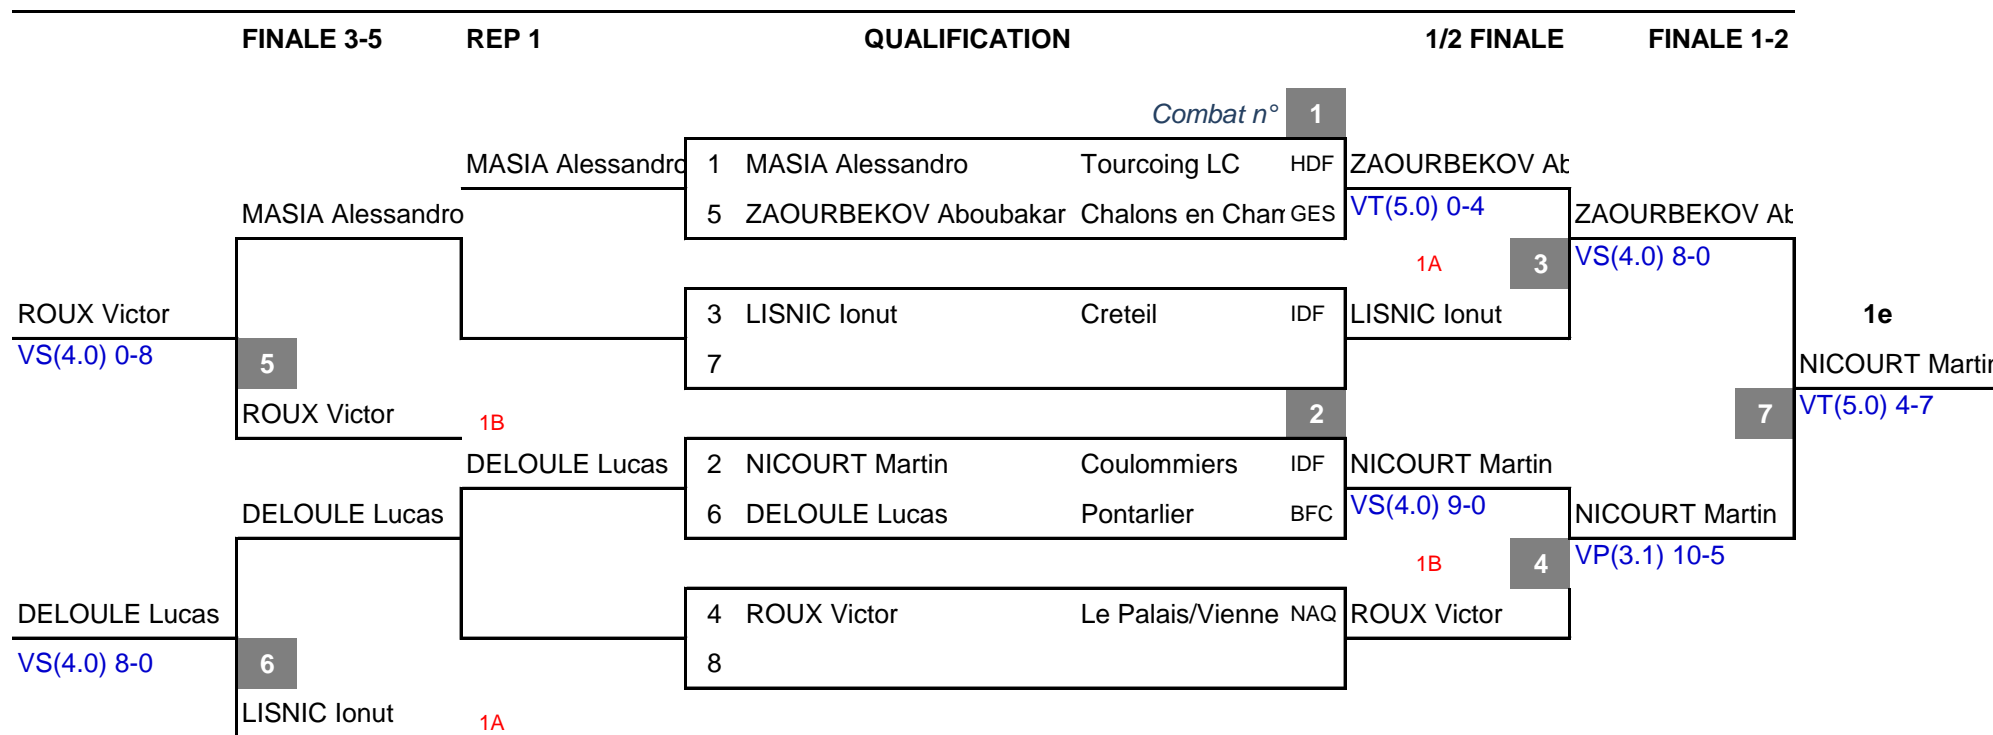 FINALE 3-5 REP 1 QUALIFICATION 1/2 FINALE FINALE 1-2
Combat n° 1
MASIA Alessandro 1 MASIA Alessandro Tourcoing LC HDF ZAOURBEKOV Ab
MASIA Alessandro 5 ZAOURBEKOV Aboubakar Chalons en Cham GES VT(5.0) 0-4 ZAOURBEKOV Ab
1A 3 VS(4.0) 8-0
ROUX Victor 3 LISNIC Ionut Creteil IDF LISNIC Ionut 1e
VS(4.0) 0-8 5 7 NICOURT Martin
ROUX Victor 1B 2 7 VT(5.0) 4-7
DELOULE Lucas 2 NICOURT Martin Coulommiers IDF NICOURT Martin
DELOULE Lucas 6 DELOULE Lucas Pontarlier BFC VS(4.0) 9-0 NICOURT Martin
1B 4 VP(3.1) 10-5
DELOULE Lucas 4 ROUX Victor Le Palais/Vienne NAQ ROUX Victor
VS(4.0) 8-0 6 8
LISNIC Ionut 1A